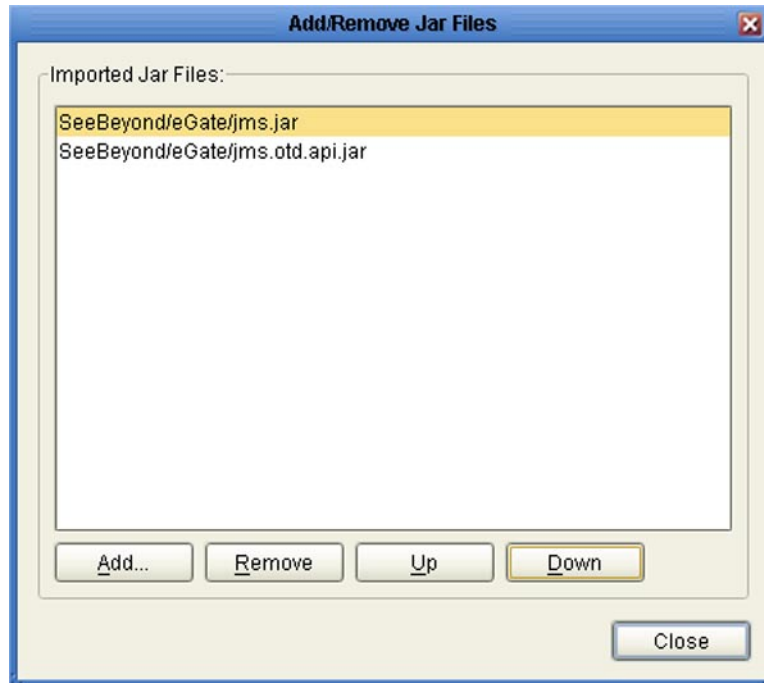 Add/Remove Jar Files
Imported Jar Files:
SeeBeyond/eGate/jms.jar
SeeBeyond/eGate/jms.otd.api.jar
Add... Remove Up Down
Close